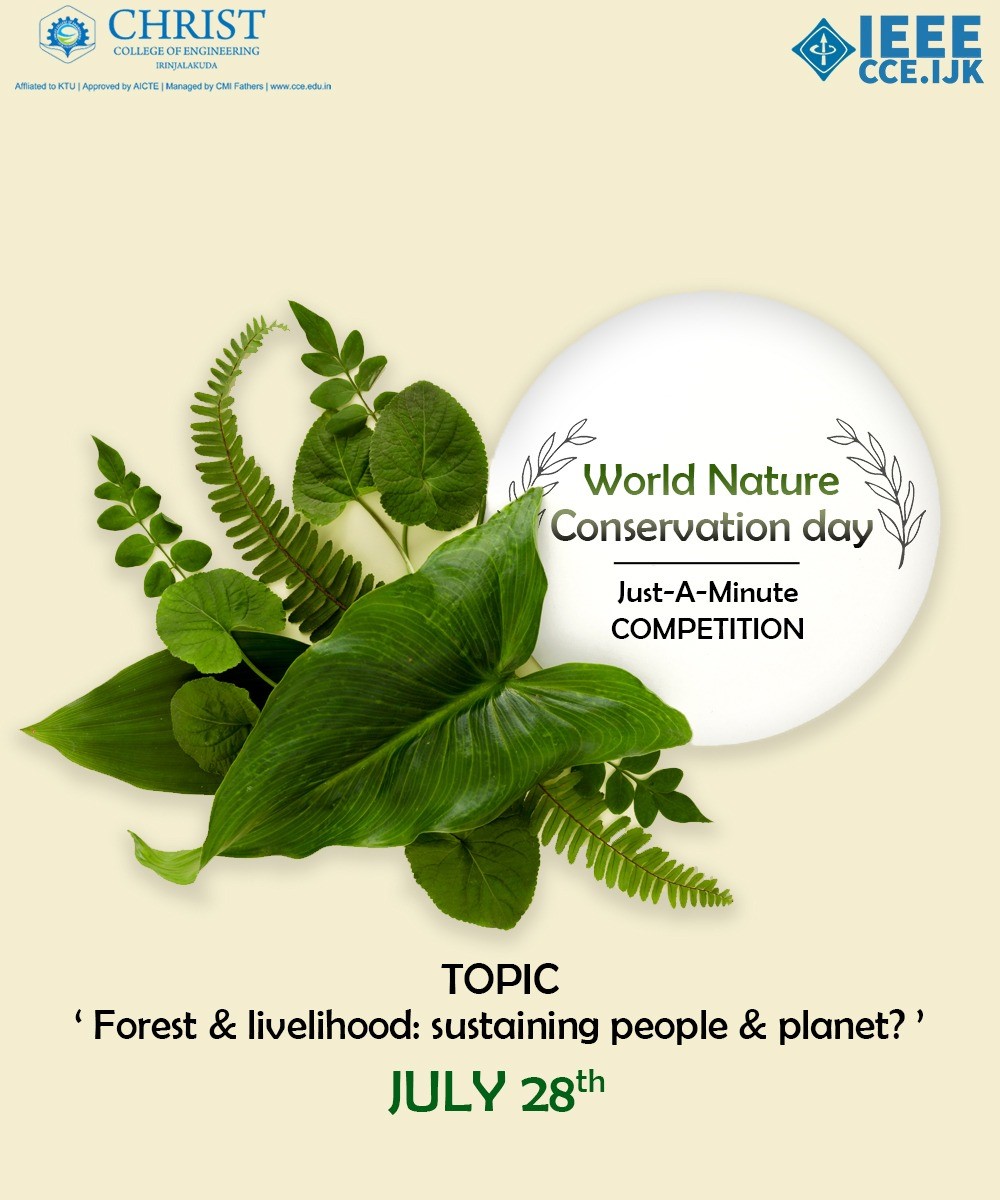 CHRIST
COLLEGE OF ENGINEERING
IRINJALAKUDA
Affliated to KTU | Approved by AICTE | Managed by CMI Fathers | www.cce.edu.in
IEEE
CCE.IJK
World Nature
Conservation day
Just-A-Minute
COMPETITION
TOPIC
‘ Forest & livelihood: sustaining people & planet? ’
JULY 28th